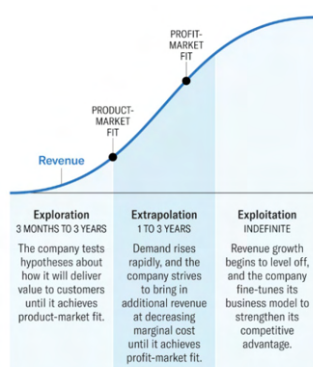 PROFIT-
MARKET
FIT
PRODUCT-
MARKET
FIT
Revenue
Exploration
3 MONTHS TO 3 YEARS
The company tests
hypotheses about
how it will deliver
value to customers
until it achieves
product-market fit.
Extrapolation
1 TO 3 YEARS
Demand rises
rapidly, and the
company strives
to bring in
additional revenue
at decreasing
marginal cost
until it achieves
profit-market fit.
Exploitation
INDEFINITE
Revenue growth
begins to level off,
and the company
fine-tunes its
business model to
strengthen its
competitive
advantage.